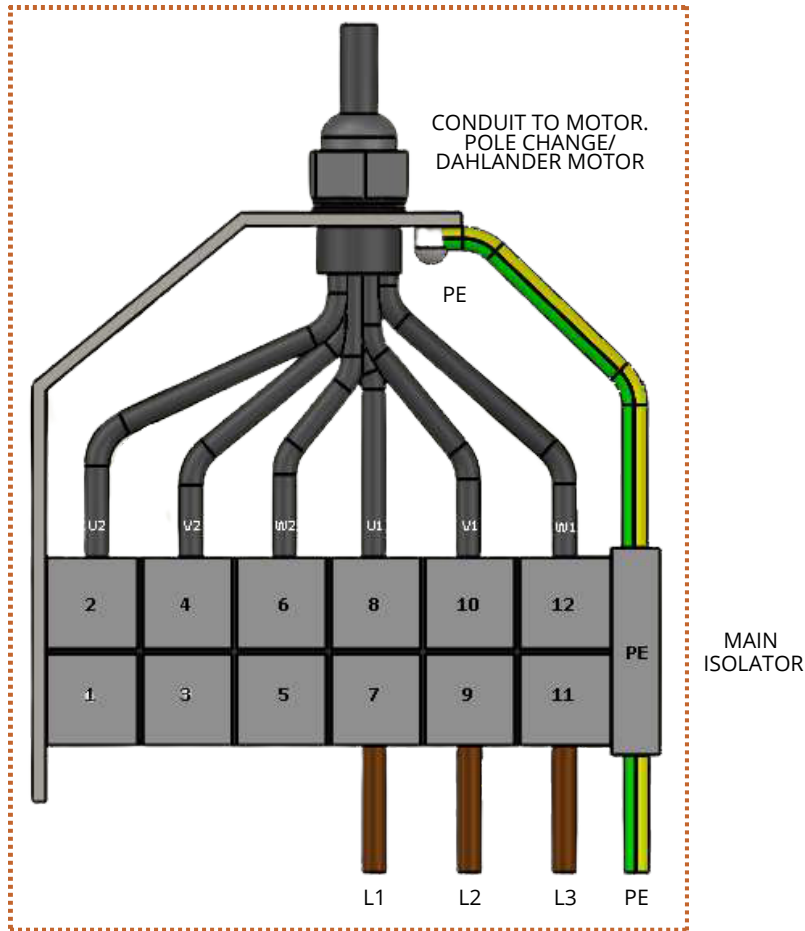 CONDUIT TO MOTOR.
POLE CHANGE/
DAHLANDER MOTOR
PE
U2 V2 W2 U1 V1 W1
2 4 6 8 10 12
PE
1 3 5 7 9 11
MAIN
ISOLATOR
L1 L2 L3 PE